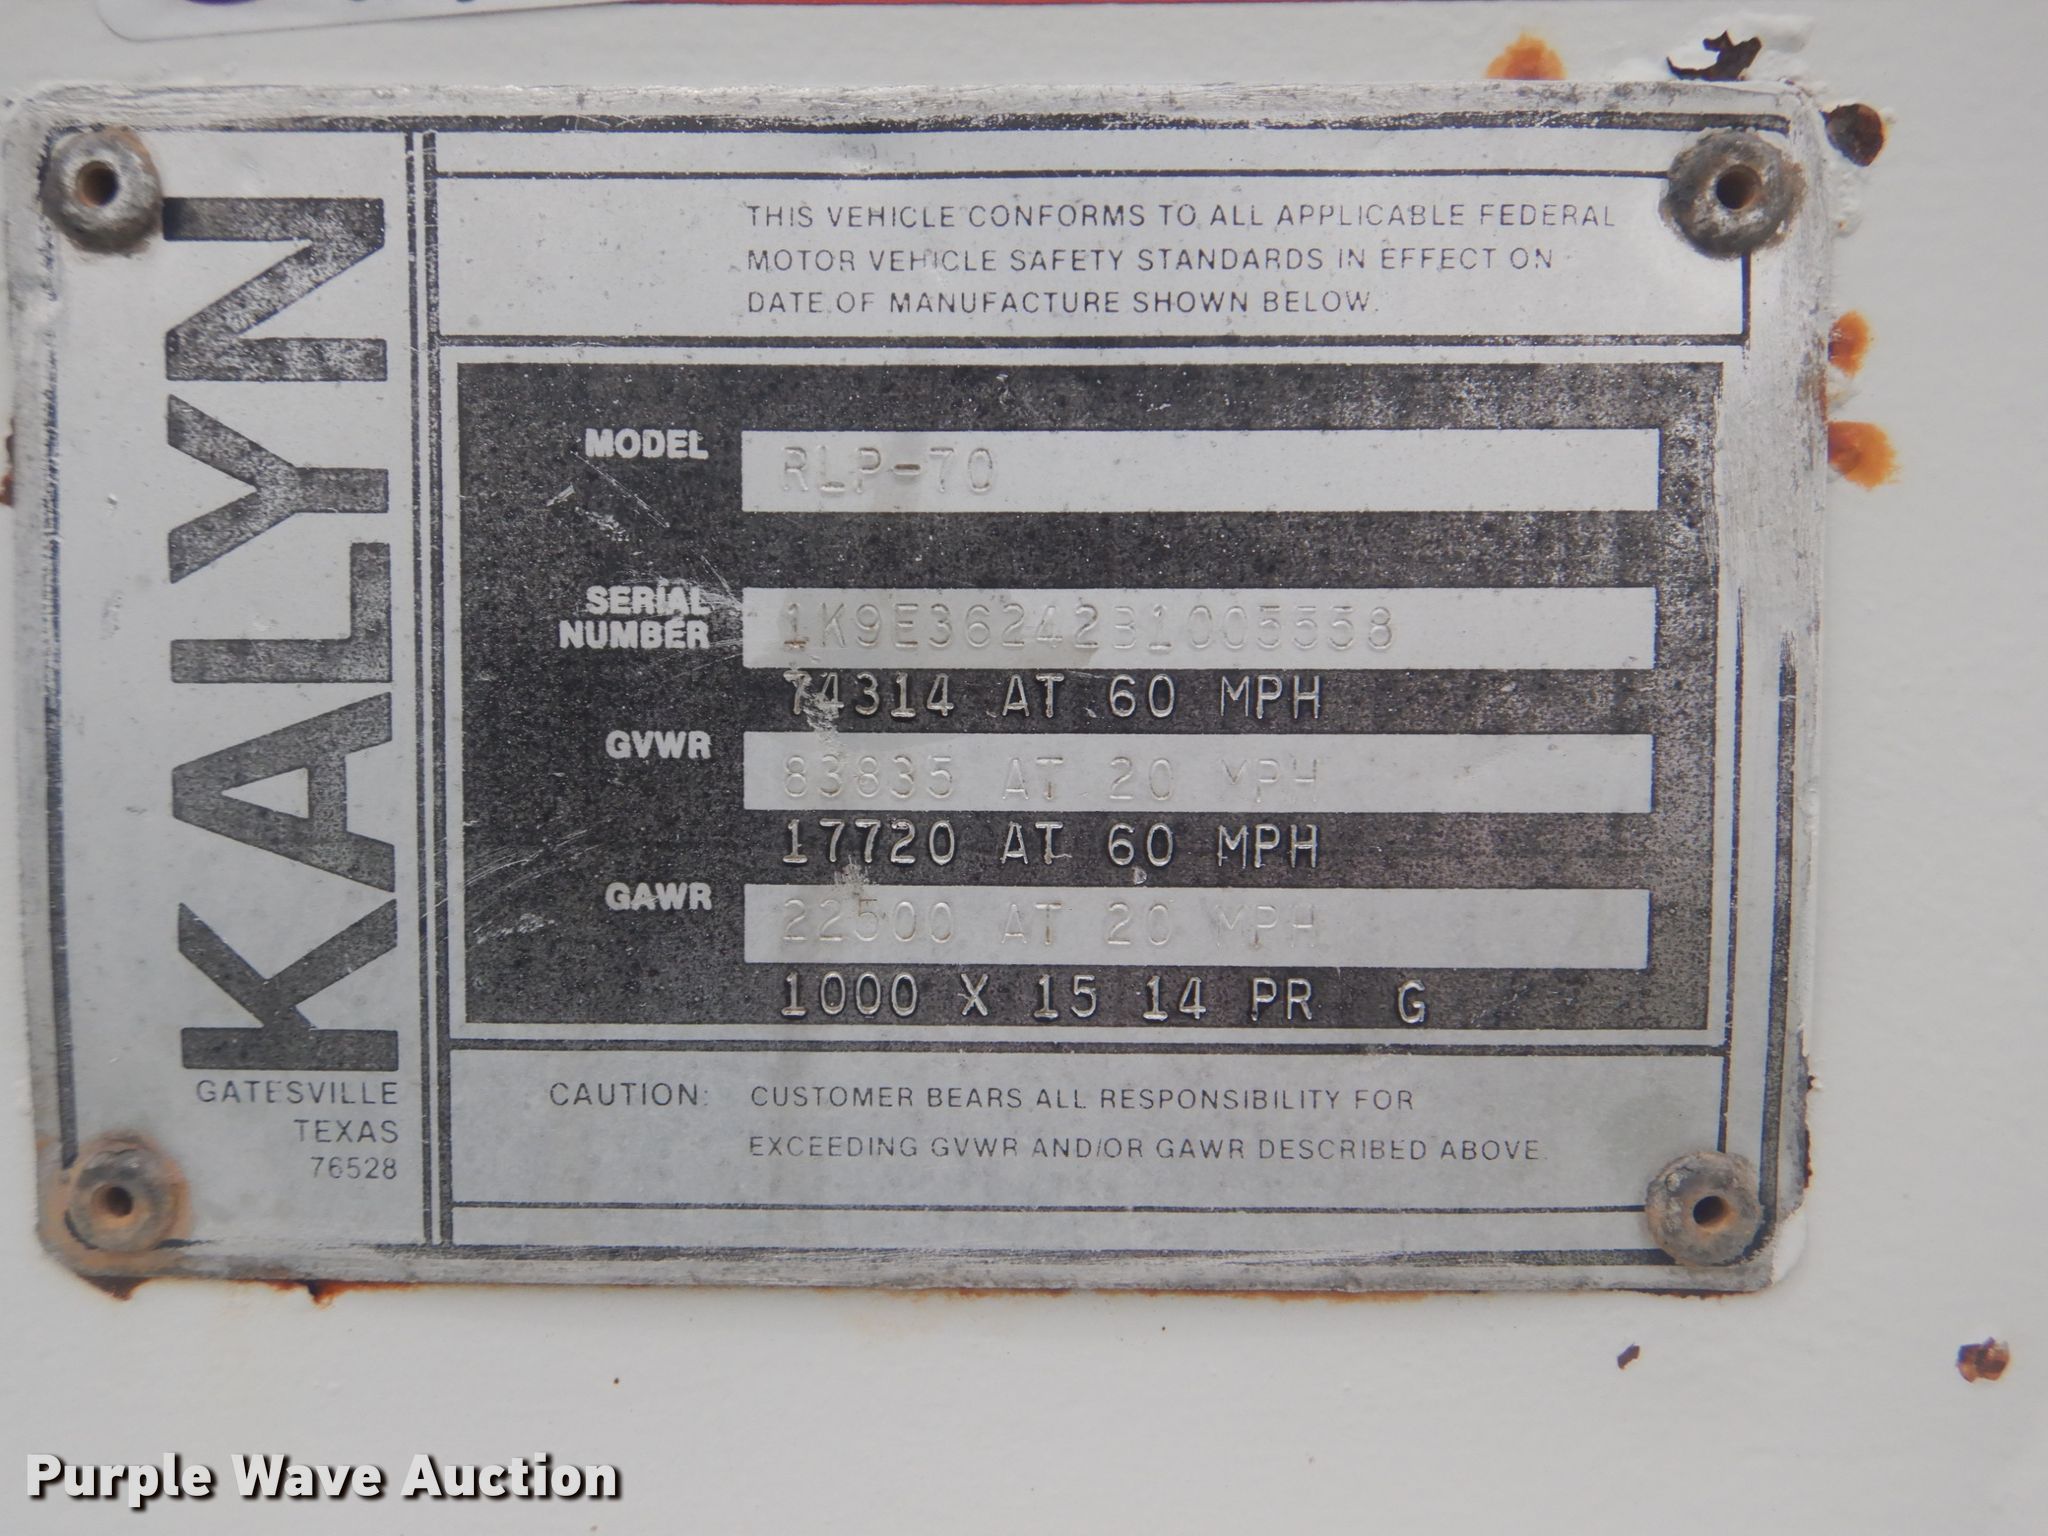 KALYN
GATESVILLE
TEXAS
76528
THIS VEHICLE CONFORMS TO ALL APPLICABLE FEDERAL
MOTOR VEHICLE SAFETY STANDARDS IN EFFECT ON
DATE OF MANUFACTURE SHOWN BELOW.
MODEL RLP-70
SERIAL
NUMBER 1K9E36242B1005558
74314 AT 60 MPH
GVWR 83835 AT 20 MPH
17720 AT 60 MPH
GAWR 22500 AT 20 MPH
1000 X 15 14 PR G
CAUTION: CUSTOMER BEARS ALL RESPONSIBILITY FOR
EXCEEDING GVWR AND/OR GAWR DESCRIBED ABOVE.
Purple Wave Auction